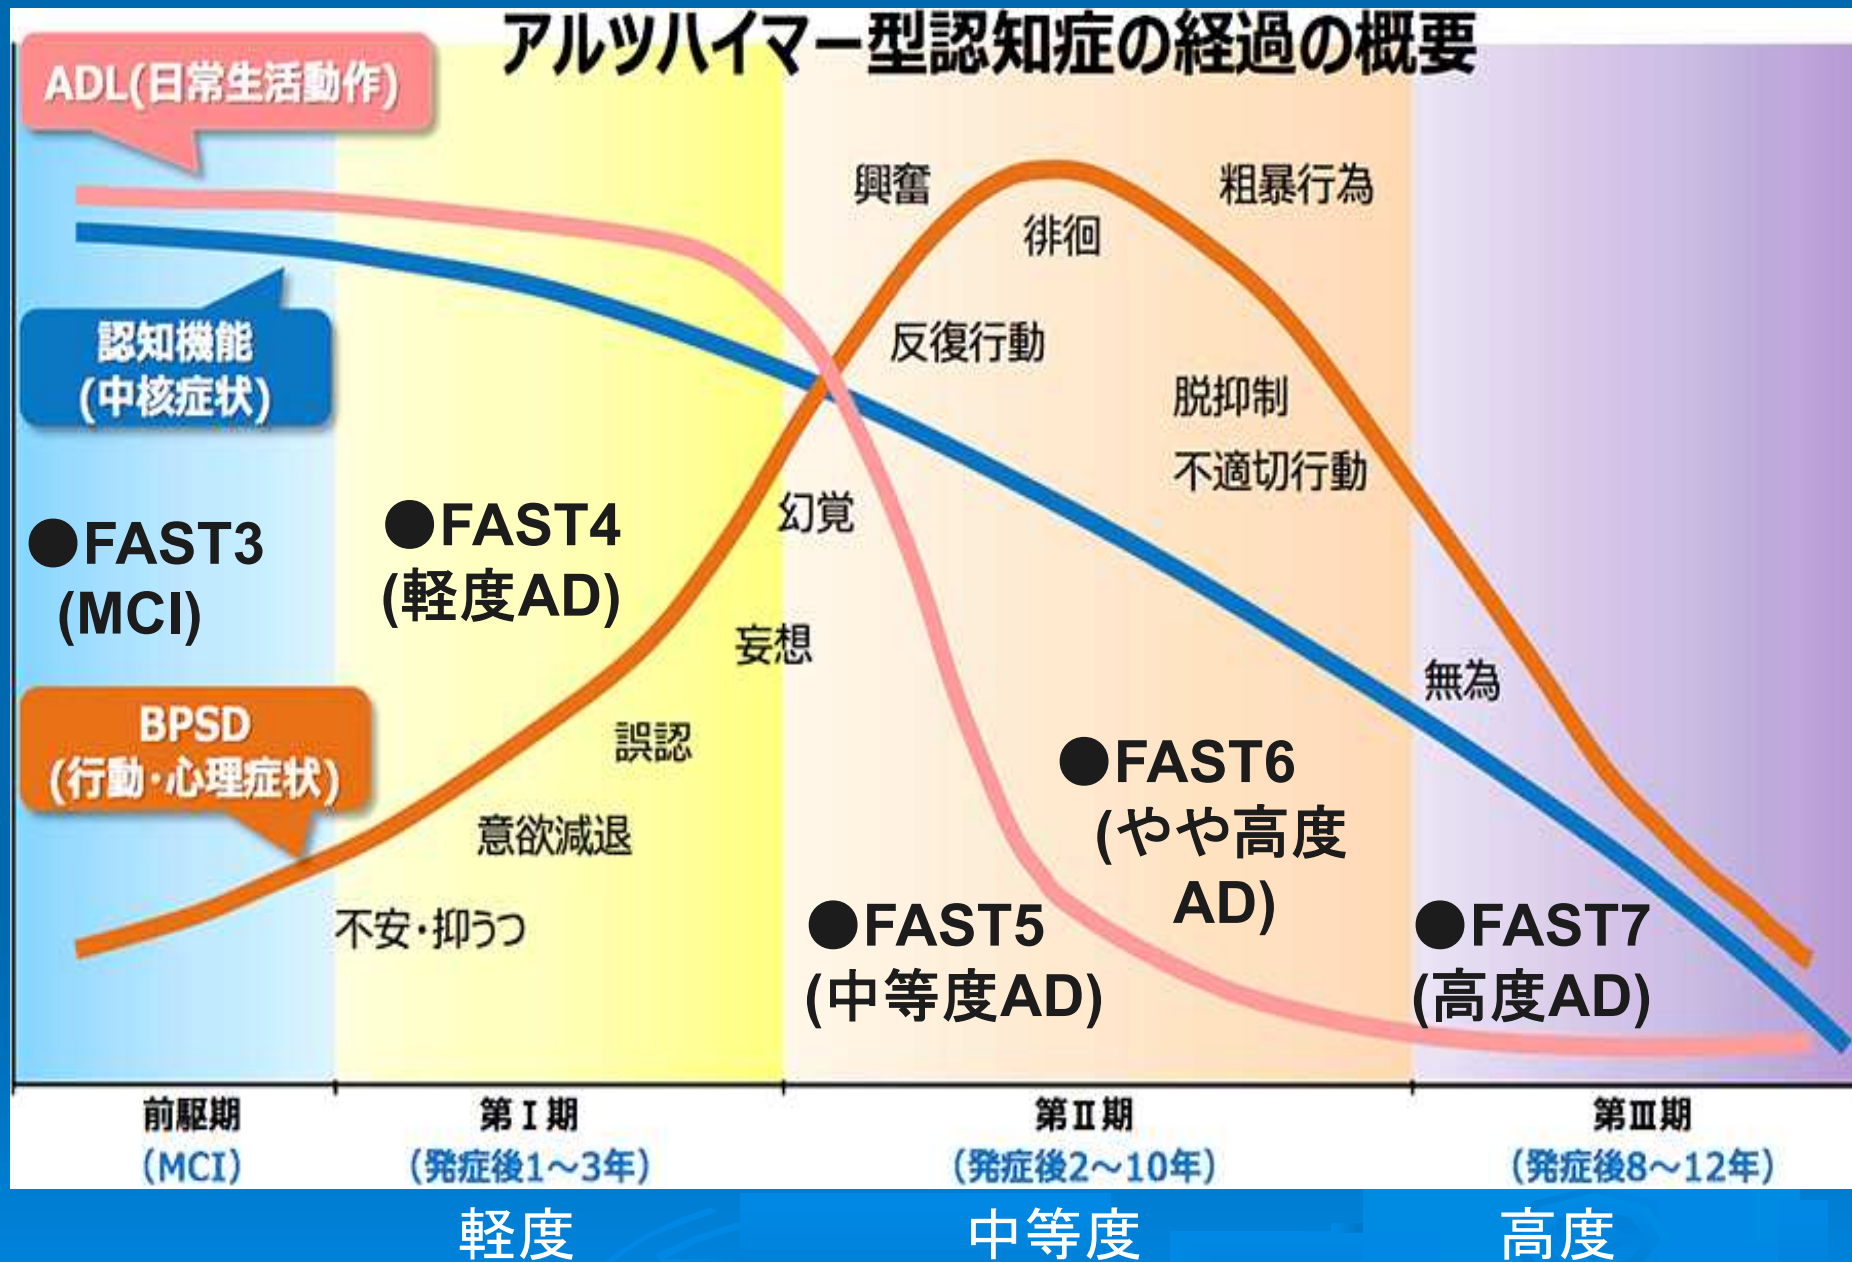 アルツハイマー型認知症の経過の概要
ADL(日常生活動作)
認知機能
(中核症状)
BPSD
(行動・心理症状)
興奮
徘徊
粗暴行為
反復行動
脱抑制
不適切行動
幻覚
妄想
誤認
意欲減退
不安・抑うつ
無為
●FAST3
(MCI)
●FAST4
(軽度AD)
●FAST5
(中等度AD)
●FAST6
(やや高度
AD)
●FAST7
(高度AD)
前駆期
(MCI)
第Ⅰ期
(発症後1～3年)
第Ⅱ期
(発症後2～10年)
第Ⅲ期
(発症後8～12年)
軽度
中等度
高度